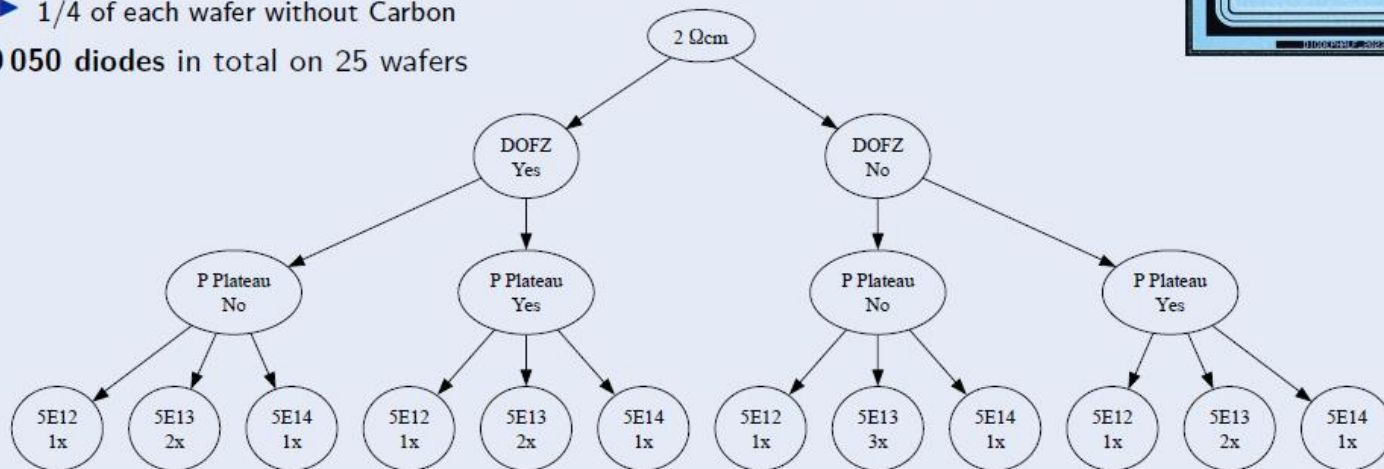 1/4 of each wafer without Carbon
050 diodes in total on 25 wafers
2 Ωcm
DOFZ
Yes
DOFZ
No
P Plateau
No
P Plateau
Yes
P Plateau
No
P Plateau
Yes
5E12
1x
5E13
2x
5E14
1x
5E12
1x
5E13
2x
5E14
1x
5E12
1x
5E13
3x
5E14
1x
5E12
1x
5E13
2x
5E14
1x